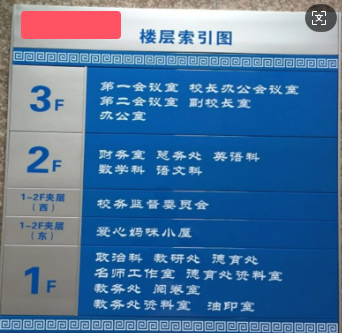 楼层索引图
3F
第一会议室 校长办公会议室
第二会议室 副校长室
办公室
2F
财务室 总务处 英语科
数学科 语文科
1-2F夹层
(西)
校务监督委员会
1-2F夹层
(东)
爱心妈咪小屋
1F
政治科 教研处 德育处
名师工作室 德育处资料室
教务处 阅卷室
教务处资料室 油印室